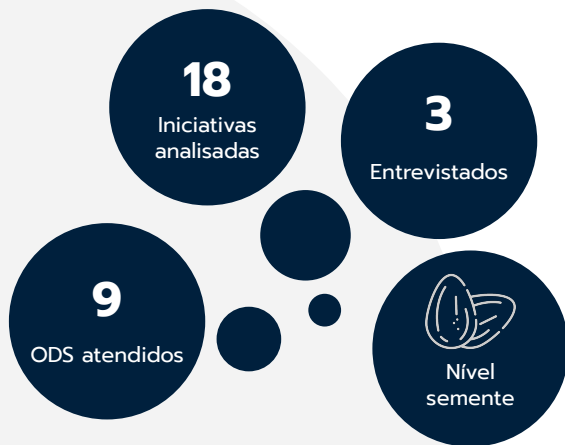 18
Iniciativas
analisadas
3
Entrevistados
9
ODS atendidos
Nível
semente